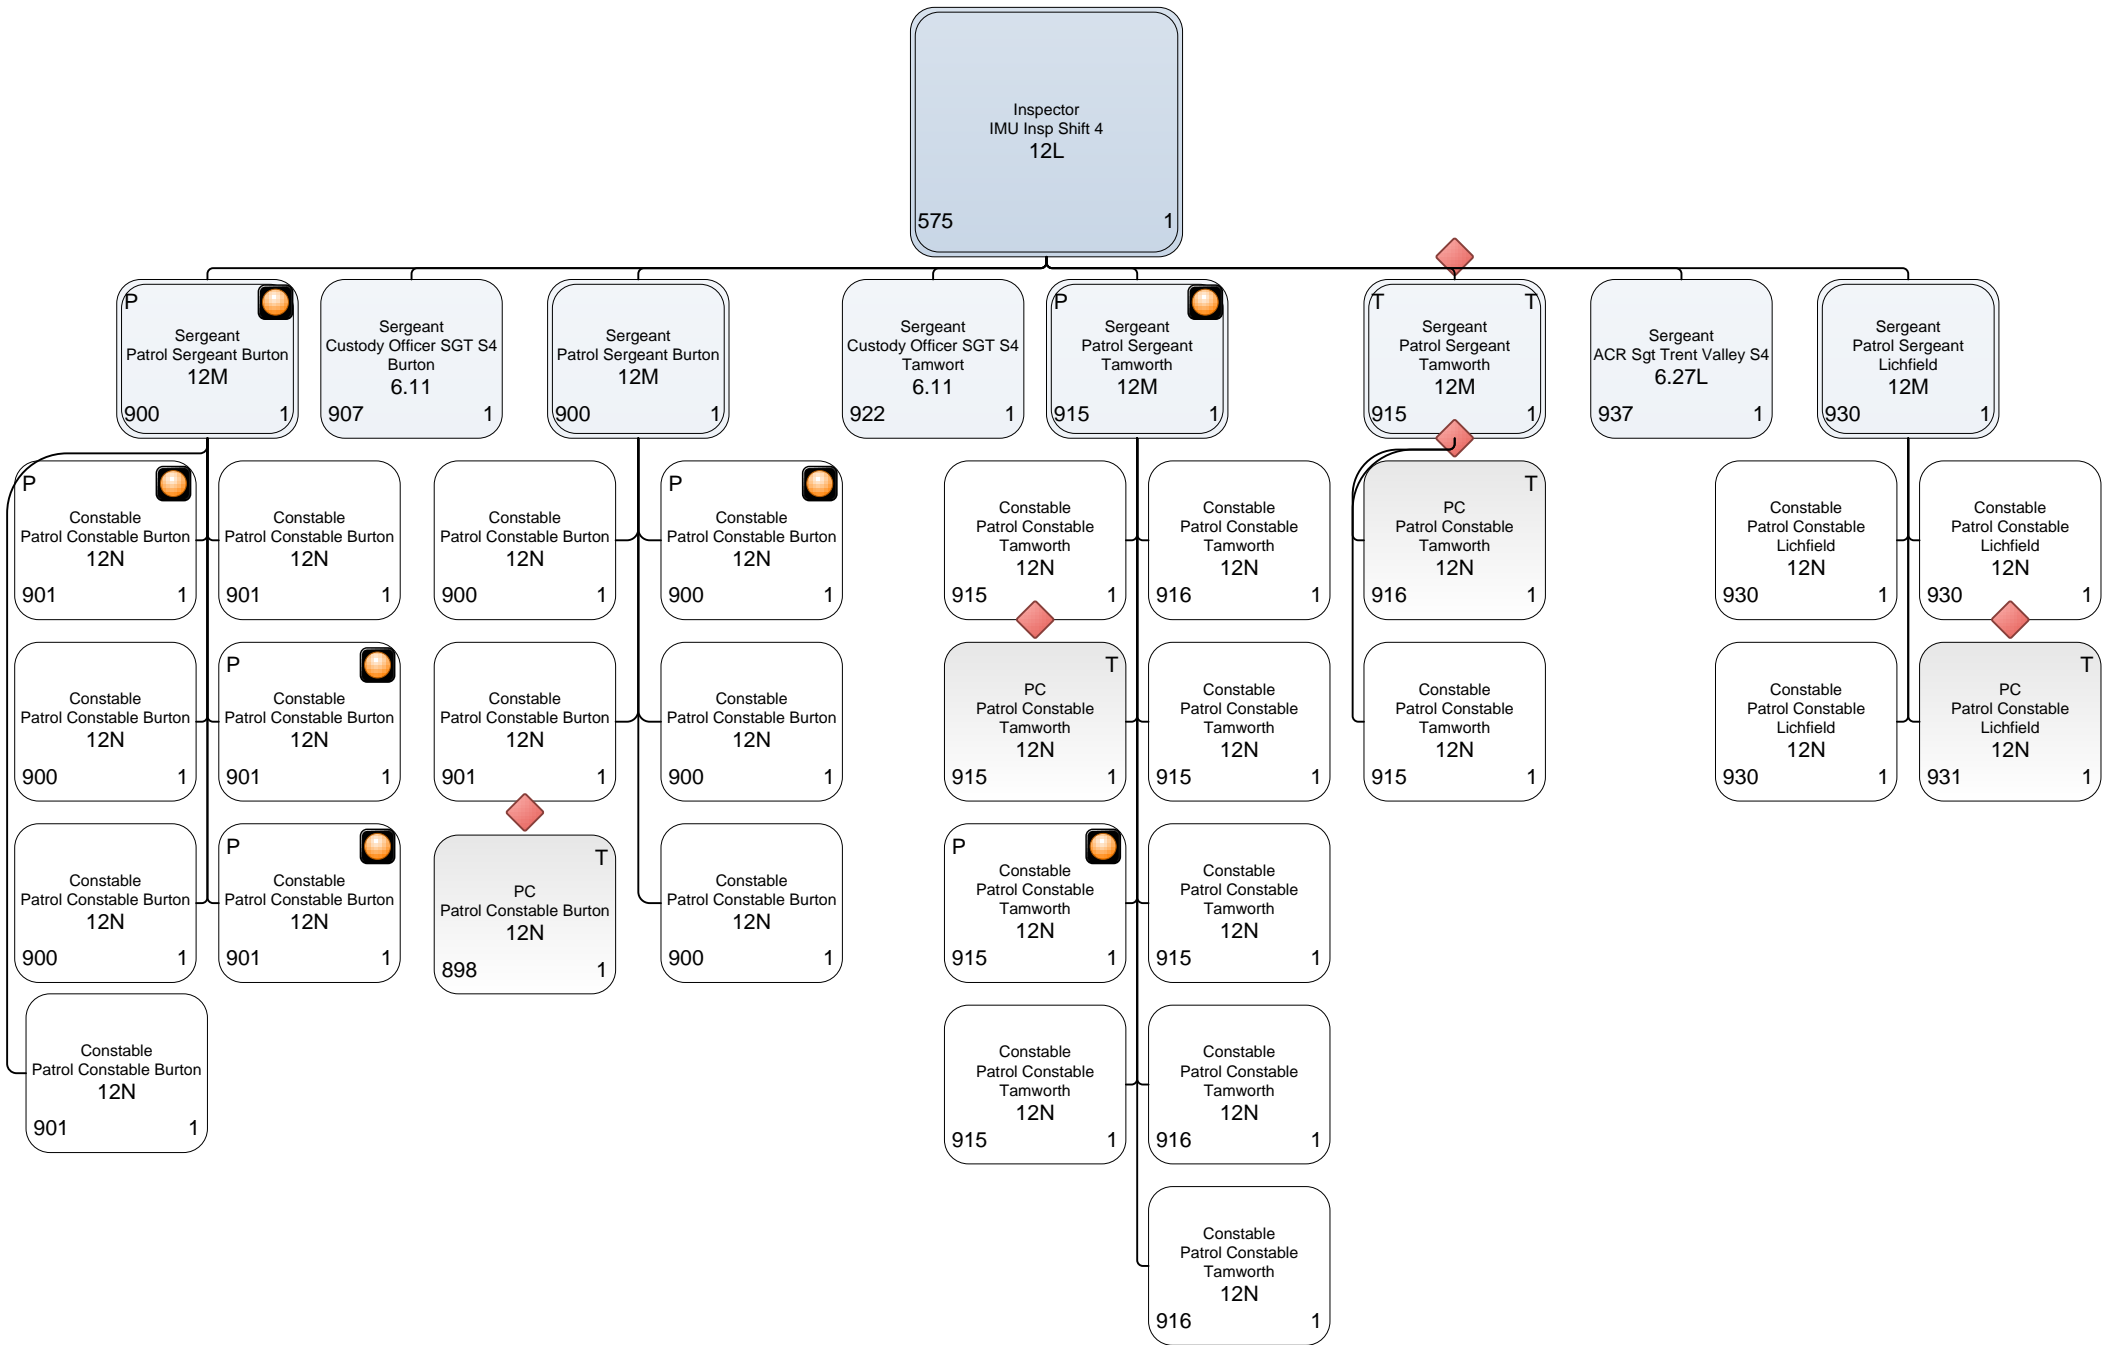 Inspector
IMU Insp Shift 4
12L
575 1
P
Sergeant
Patrol Sergeant Burton
12M
900 1
Sergeant
Custody Officer SGT S4
Burton
6.11
907 1
Sergeant
Patrol Sergeant Burton
12M
900 1
Sergeant
Custody Officer SGT S4
Tamwort
6.11
922 1
P
Sergeant
Patrol Sergeant
Tamworth
12M
915 1
T T
Sergeant
Patrol Sergeant
Tamworth
12M
915 1
Sergeant
ACR Sgt Trent Valley S4
6.27L
937 1
Sergeant
Patrol Sergeant
Lichfield
12M
930 1
P
Constable
Patrol Constable Burton
12N
901 1
Constable
Patrol Constable Burton
12N
901 1
Constable
Patrol Constable Burton
12N
900 1
P
Constable
Patrol Constable Burton
12N
900 1
Constable
Patrol Constable
Tamworth
12N
915 1
Constable
Patrol Constable
Tamworth
12N
916 1
T
PC
Patrol Constable
Tamworth
12N
916 1
Constable
Patrol Constable
Lichfield
12N
930 1
Constable
Patrol Constable
Lichfield
12N
930 1
Constable
Patrol Constable Burton
12N
900 1
P
Constable
Patrol Constable Burton
12N
901 1
Constable
Patrol Constable Burton
12N
901 1
Constable
Patrol Constable Burton
12N
900 1
T
PC
Patrol Constable
Tamworth
12N
915 1
Constable
Patrol Constable
Tamworth
12N
915 1
Constable
Patrol Constable
Tamworth
12N
915 1
Constable
Patrol Constable
Lichfield
12N
930 1
T
PC
Patrol Constable
Lichfield
12N
931 1
Constable
Patrol Constable Burton
12N
900 1
P
Constable
Patrol Constable Burton
12N
901 1
T
PC
Patrol Constable Burton
12N
898 1
Constable
Patrol Constable Burton
12N
900 1
P
Constable
Patrol Constable
Tamworth
12N
915 1
Constable
Patrol Constable
Tamworth
12N
915 1
Constable
Patrol Constable Burton
12N
901 1
Constable
Patrol Constable
Tamworth
12N
915 1
Constable
Patrol Constable
Tamworth
12N
916 1
Constable
Patrol Constable
Tamworth
12N
916 1